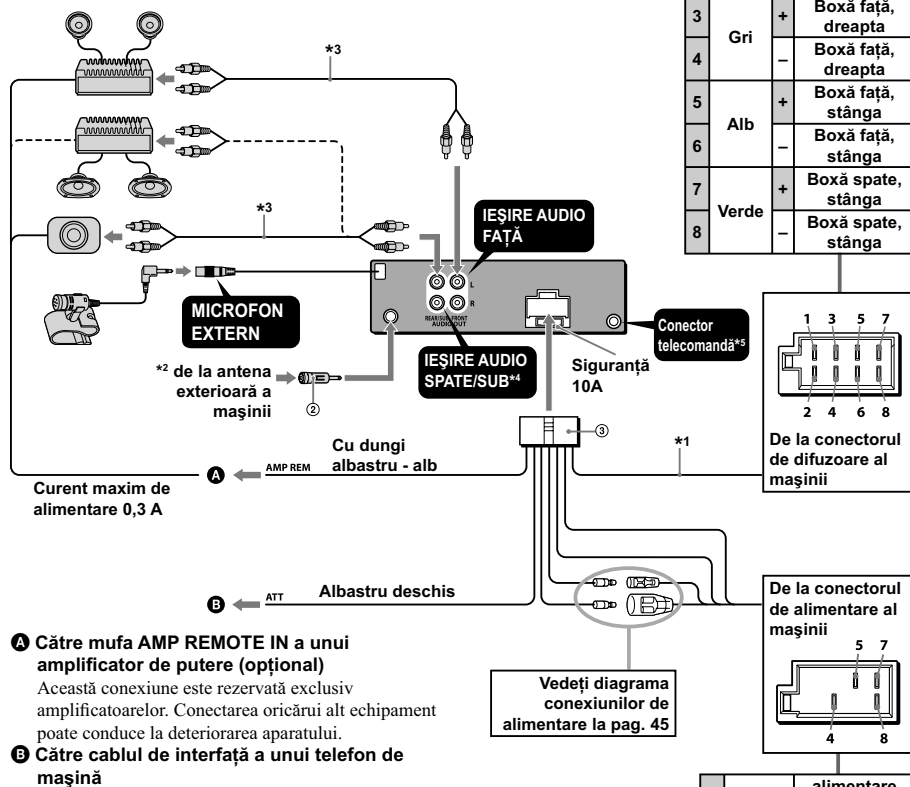 3 Gri + Boxă față,
dreapta
4 – Boxă față,
dreapta
5 Alb + Boxă față,
stânga
6 – Boxă față,
stânga
7 Verde + Boxă spate,
stânga
8 – Boxă spate,
stânga
*3
*3
IEȘIRE AUDIO
FAȚĂ
MICROFON
EXTERN
L
R
REAR/SUB FRONT
AUDIO OUT
IEȘIRE AUDIO
SPATE/SUB*4
Siguranță
10A
Conector
telecomandă*5
*2 de la antena
exterioară a
mașinii
②
③
*1
1 3 5 7
2 4 6 8
De la conectorul
de difuzoare al
mașinii
Cu dungi
albastru - alb
A AMP REM
Curent maxim de
alimentare 0,3 A
B ATT Albastru deschis
De la conectorul
de alimentare al
mașinii
5 7
4 8
Vedeți diagrama
conexiunilor de
alimentare la pag. 45
A Către mufa AMP REMOTE IN a unui
amplificator de putere (opțional)
Această conexiune este rezervată exclusiv
amplificatoarelor. Conectarea oricărui alt echipament
poate conduce la deteriorarea aparatului.
B Către cablul de interfață a unui telefon de
mașină
alimentare